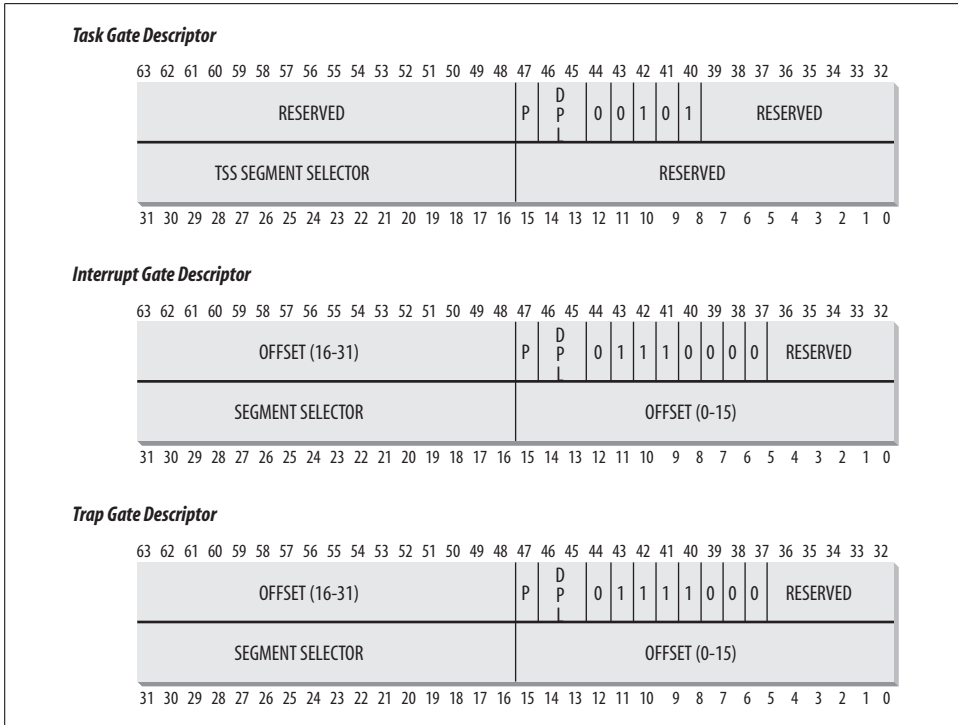 Task Gate Descriptor
63 62 61 60 59 58 57 56 55 54 53 52 51 50 49 48 47 46 45 44 43 42 41 40 39 38 37 36 35 34 33 32
RESERVED P DPL 0 0 1 0 1 RESERVED
TSS SEGMENT SELECTOR RESERVED
31 30 29 28 27 26 25 24 23 22 21 20 19 18 17 16 15 14 13 12 11 10 9 8 7 6 5 4 3 2 1 0
Interrupt Gate Descriptor
63 62 61 60 59 58 57 56 55 54 53 52 51 50 49 48 47 46 45 44 43 42 41 40 39 38 37 36 35 34 33 32
OFFSET (16-31) P DPL 0 1 1 1 0 0 0 0 RESERVED
SEGMENT SELECTOR OFFSET (0-15)
31 30 29 28 27 26 25 24 23 22 21 20 19 18 17 16 15 14 13 12 11 10 9 8 7 6 5 4 3 2 1 0
Trap Gate Descriptor
63 62 61 60 59 58 57 56 55 54 53 52 51 50 49 48 47 46 45 44 43 42 41 40 39 38 37 36 35 34 33 32
OFFSET (16-31) P DPL 0 1 1 1 1 0 0 0 RESERVED
SEGMENT SELECTOR OFFSET (0-15)
31 30 29 28 27 26 25 24 23 22 21 20 19 18 17 16 15 14 13 12 11 10 9 8 7 6 5 4 3 2 1 0